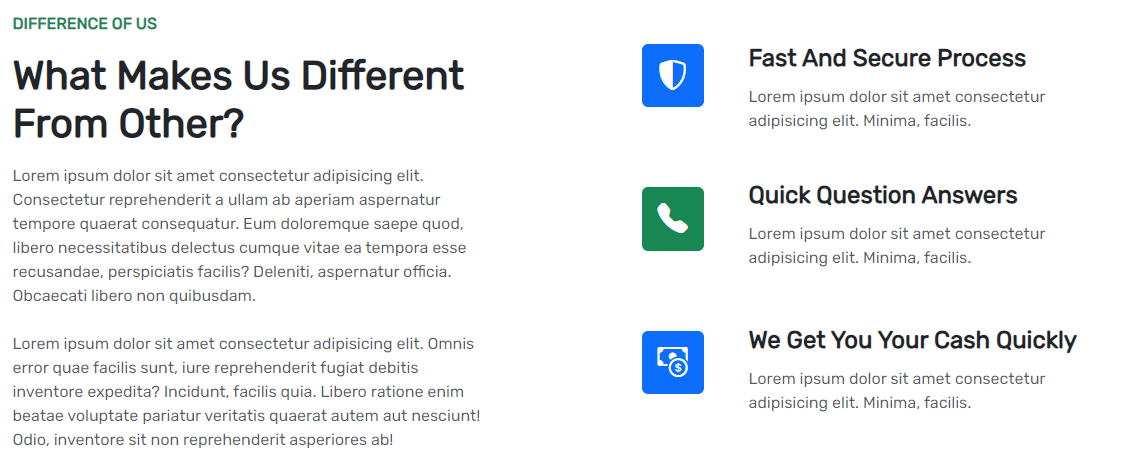 DIFFERENCE OF US
What Makes Us Different
From Other?
Lorem ipsum dolor sit amet consectetur adipisicing elit.
Consectetur reprehenderit a ullam ab aperiam aspernatur
tempore quaerat consequatur. Eum doloremque saepe quod,
libero necessitatibus delectus cumque vitae ea tempora esse
recusandae, perspiciatis facilis? Deleniti, aspernatur officia.
Obcaecati libero non quibusdam.
Lorem ipsum dolor sit amet consectetur adipisicing elit. Omnis
error quae facilis sunt, iure reprehenderit fugiat debitis
inventore expedita? Incidunt, facilis quia. Libero ratione enim
beatae voluptate pariatur veritatis quaerat autem aut nesciunt!
Odio, inventore sit non reprehenderit asperiores ab!
Fast And Secure Process
Lorem ipsum dolor sit amet consectetur
adipisicing elit. Minima, facilis.
Quick Question Answers
Lorem ipsum dolor sit amet consectetur
adipisicing elit. Minima, facilis.
$
We Get You Your Cash Quickly
Lorem ipsum dolor sit amet consectetur
adipisicing elit. Minima, facilis.